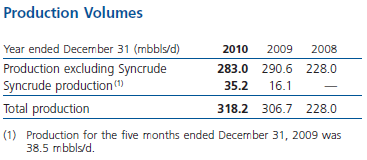 Production Volumes
Year ended December 31 (mbbls/d) 2010 2009 2008
Production excluding Syncrude 283.0 290.6 228.0
Syncrude production (1) 35.2 16.1 —
Total production 318.2 306.7 228.0
(1) Production for the five months ended December 31, 2009 was
38.5 mbbls/d.